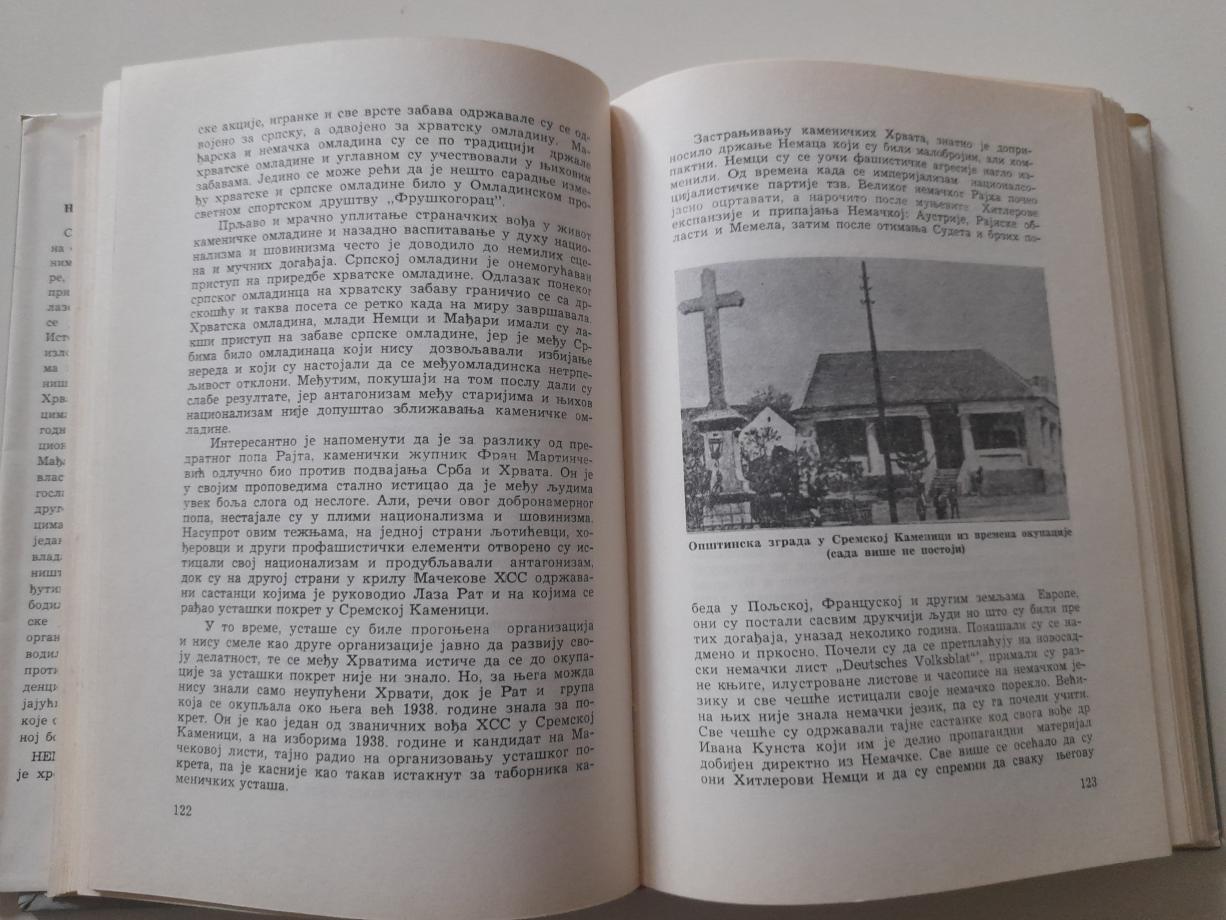 ске акције, игранке и све врсте забава одржавале су се од-
војено за српску, а одвојено за хрватску омладину. Ма-
ђарска и немачка омладина су се по традицији држале
хрватске омладине и углавном су учествовали у њиховим
забавама. Једино се може рећи да је нешто сарадње изме-
ђу хрватске и српске омладине било у Омладинском про-
светном спортском друштву „Фрушкогорац".
Прљаво и мрачно уплитање страначких вођа у живот
каменичке омладине и назадно васпитавање у духу нацио-
нализма и шовинизма често је доводило до немилих сце-
на и мучних догађаја. Српској омладини је онемогућаван
приступ на приредбе хрватске омладине. Одлазак понеког
српског омладинца на хрватску забаву граничио се са др-
скошћу и таква посета се ретко када на миру завршавала.
Хрватска омладина, млади Немци и Мађари имали су ла-
кши приступ на забаве српске омладине, јер је међу Ср-
бима било омладинаца који нису дозвољавали избијање
нереда и који су настојали да се међуомладинска нетрпе-
љивост отклони. Међутим, покушаји на том послу дали су
слабе резултате, јер антагонизам међу старијима и њихов
национализам није допуштао зближавања каменичке ом-
ладине.
Интересантно је напоменути да је за разлику од пре-
дратног попа Рајта, каменички жупник Фран Мартинче-
вић одлучно био против подвајања Срба и Хрвата. Он је
у својим проповедима стално истицао да је међу људима
увек боља слога од неслоге. Али, речи овог добронамерног
попа, нестајале су у плими национализма и шовинизма.
Насупрот овим тежњама, на једној страни љотићевци, хо-
ђеровци и други профашистички елементи отворено су ис-
тицали свој национализам и продубљавали антагонизам,
док су на другој страни у крилу Мачекове ХСС одржава-
ни састанци којима је руководио Лаза Рат и на којима се
рађао усташки покрет у Сремској Каменици.
У то време, усташе су биле прогоњена организација
и нису смеле као друге организације јавно да развију сво-
ју делатност, те се међу Хрватима истиче да се до окупа-
ције за усташки покрет није ни знало. Но, за њега можда
нису знали само неупућени Хрвати, док је Рат и група
која се окупљала око њега већ 1938. године знала за по-
крет. Он је као један од званичних вођа ХСС у Сремској
Каменици, а на изборима 1938. године и кандидат на Ма-
чековој листи, тајно радио на организовању усташког по-
крета, па је касније као такав истакнут за таборника ка-
меничких усташа.
122
Застрањивању каменичких Хрвата, знатно је допри-
носило држање Немаца који су били малобројни, али ком-
пактни. Немци су се уочи фашистичке агресије нагло из-
менили. Од времена када се империјализам националсо-
цијалистичке партије тзв. Великог немачког Рајха почео
јасно оцртавати, а нарочито после муњевите Хитлерове
експанзије и припајања Немачкој: Аустрије, Рајнске об-
ласти и Мемела, затим после отимања Судета и брзих по-
Општинска зграда у Сремској Каменици из времена окупације
(сада више не постоји)
беда у Пољској, Француској и другим земљама Европе,
они су постали сасвим друкчији људи но што су били пре
тих догађаја, уназад неколико година. Понашали су се на-
дмено и пркосно. Почели су да се претплаћују на новосад-
ски немачки лист „Deutsches Volksblat"', примали су раз-
не књиге, илустроване листове и часописе на немачком је-
зику и све чешће истицали своје немачко порекло. Већи-
на њих није знала немачки језик, па су га почели учити.
Све чешће су одржавали тајне састанке код свога вође др
Ивана Кунста који им је делио пропагандни материјал
добијен директно из Немачке. Све више се осећало да су
они Хитлерови Немци и да су спремни да сваку његову
123